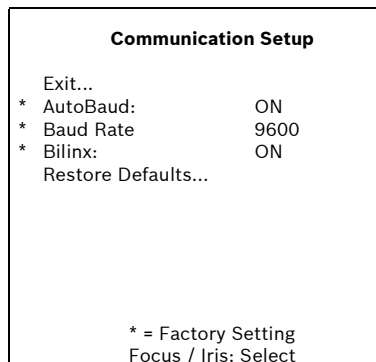 Communication Setup
Exit...
* AutoBaud: ON
* Baud Rate 9600
* Bilinx: ON
Restore Defaults...
* = Factory Setting
Focus / Iris: Select